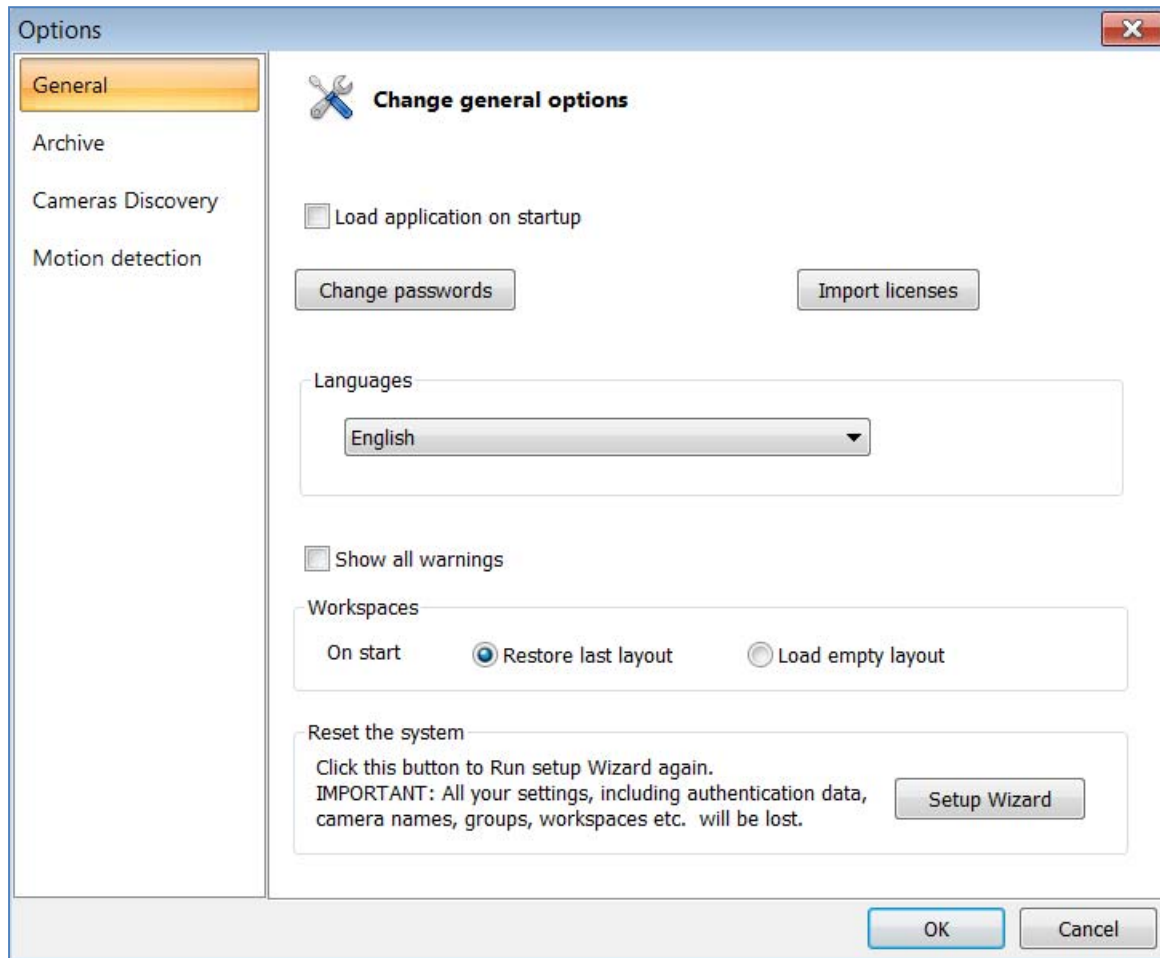 Options
General
Archive
Cameras Discovery
Motion detection
Change general options
Load application on startup
Change passwords
Import licenses
Languages
English
Show all warnings
Workspaces
On start
Restore last layout
Load empty layout
Reset the system
Click this button to Run setup Wizard again.
IMPORTANT: All your settings, including authentication data,
camera names, groups, workspaces etc.  will be lost.
Setup Wizard
OK
Cancel